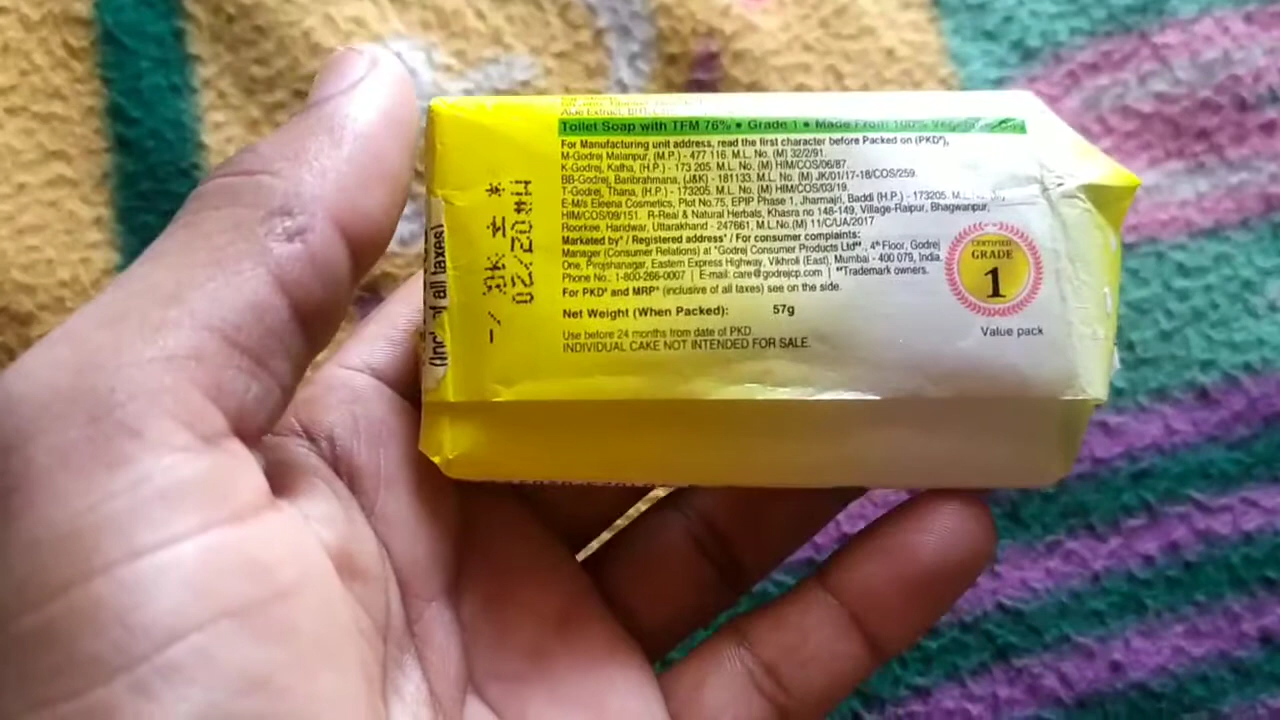 Aloe Extract, BHT,
Toilet Soap with TFM 76% • Grade 1 • Made From 100%
For Manufacturing unit address, read the first character before Packed on (PKD#),
M-Godrej Malanpur, (M.P.) - 477 116. M.L. No. (M) 32/2/91.
K-Godrej, Katha, (H.P.) - 173 205. M.L. No. (M) HIM/COS/06/87.
BB-Godrej, Baribrahmana, (J&K) - 181133. M.L. No. (M) JK/01/17-18/COS/259.
T-Godrej, Thana, (H.P.) - 173205. M.L. No. (M) HIM/COS/03/19.
E-M/s Eleena Cosmetics, Plot No.75, EPIP Phase 1, Jharmajri, Baddi (H.P.) - 173205. M.L.
HIM/COS/09/151. R-Real & Natural Herbals, Khasra no 148-149, Village-Raipur, Bhagwanpur,
Roorkee, Haridwar, Uttarakhand - 247661, M.L.No.(M) 11/C/UA/2017
Marketed by* / Registered address* / For consumer complaints:
Manager (Consumer Relations) at *Godrej Consumer Products Ltd##., 4th Floor, Godrej
One, Pirojshanagar, Eastern Express Highway, Vikhroli (East), Mumbai - 400 079, India.
Phone No.: 1-800-266-0007 | E-mail: care@godrejcp.com | ##Trademark owners.
For PKD# and MRP# (inclusive of all taxes) see on the side.
Net Weight (When Packed): 57g
Use before 24 months from date of PKD
INDIVIDUAL CAKE NOT INTENDED FOR SALE.
CERTIFIED
GRADE
1
Value pack
of all taxes)
02/20